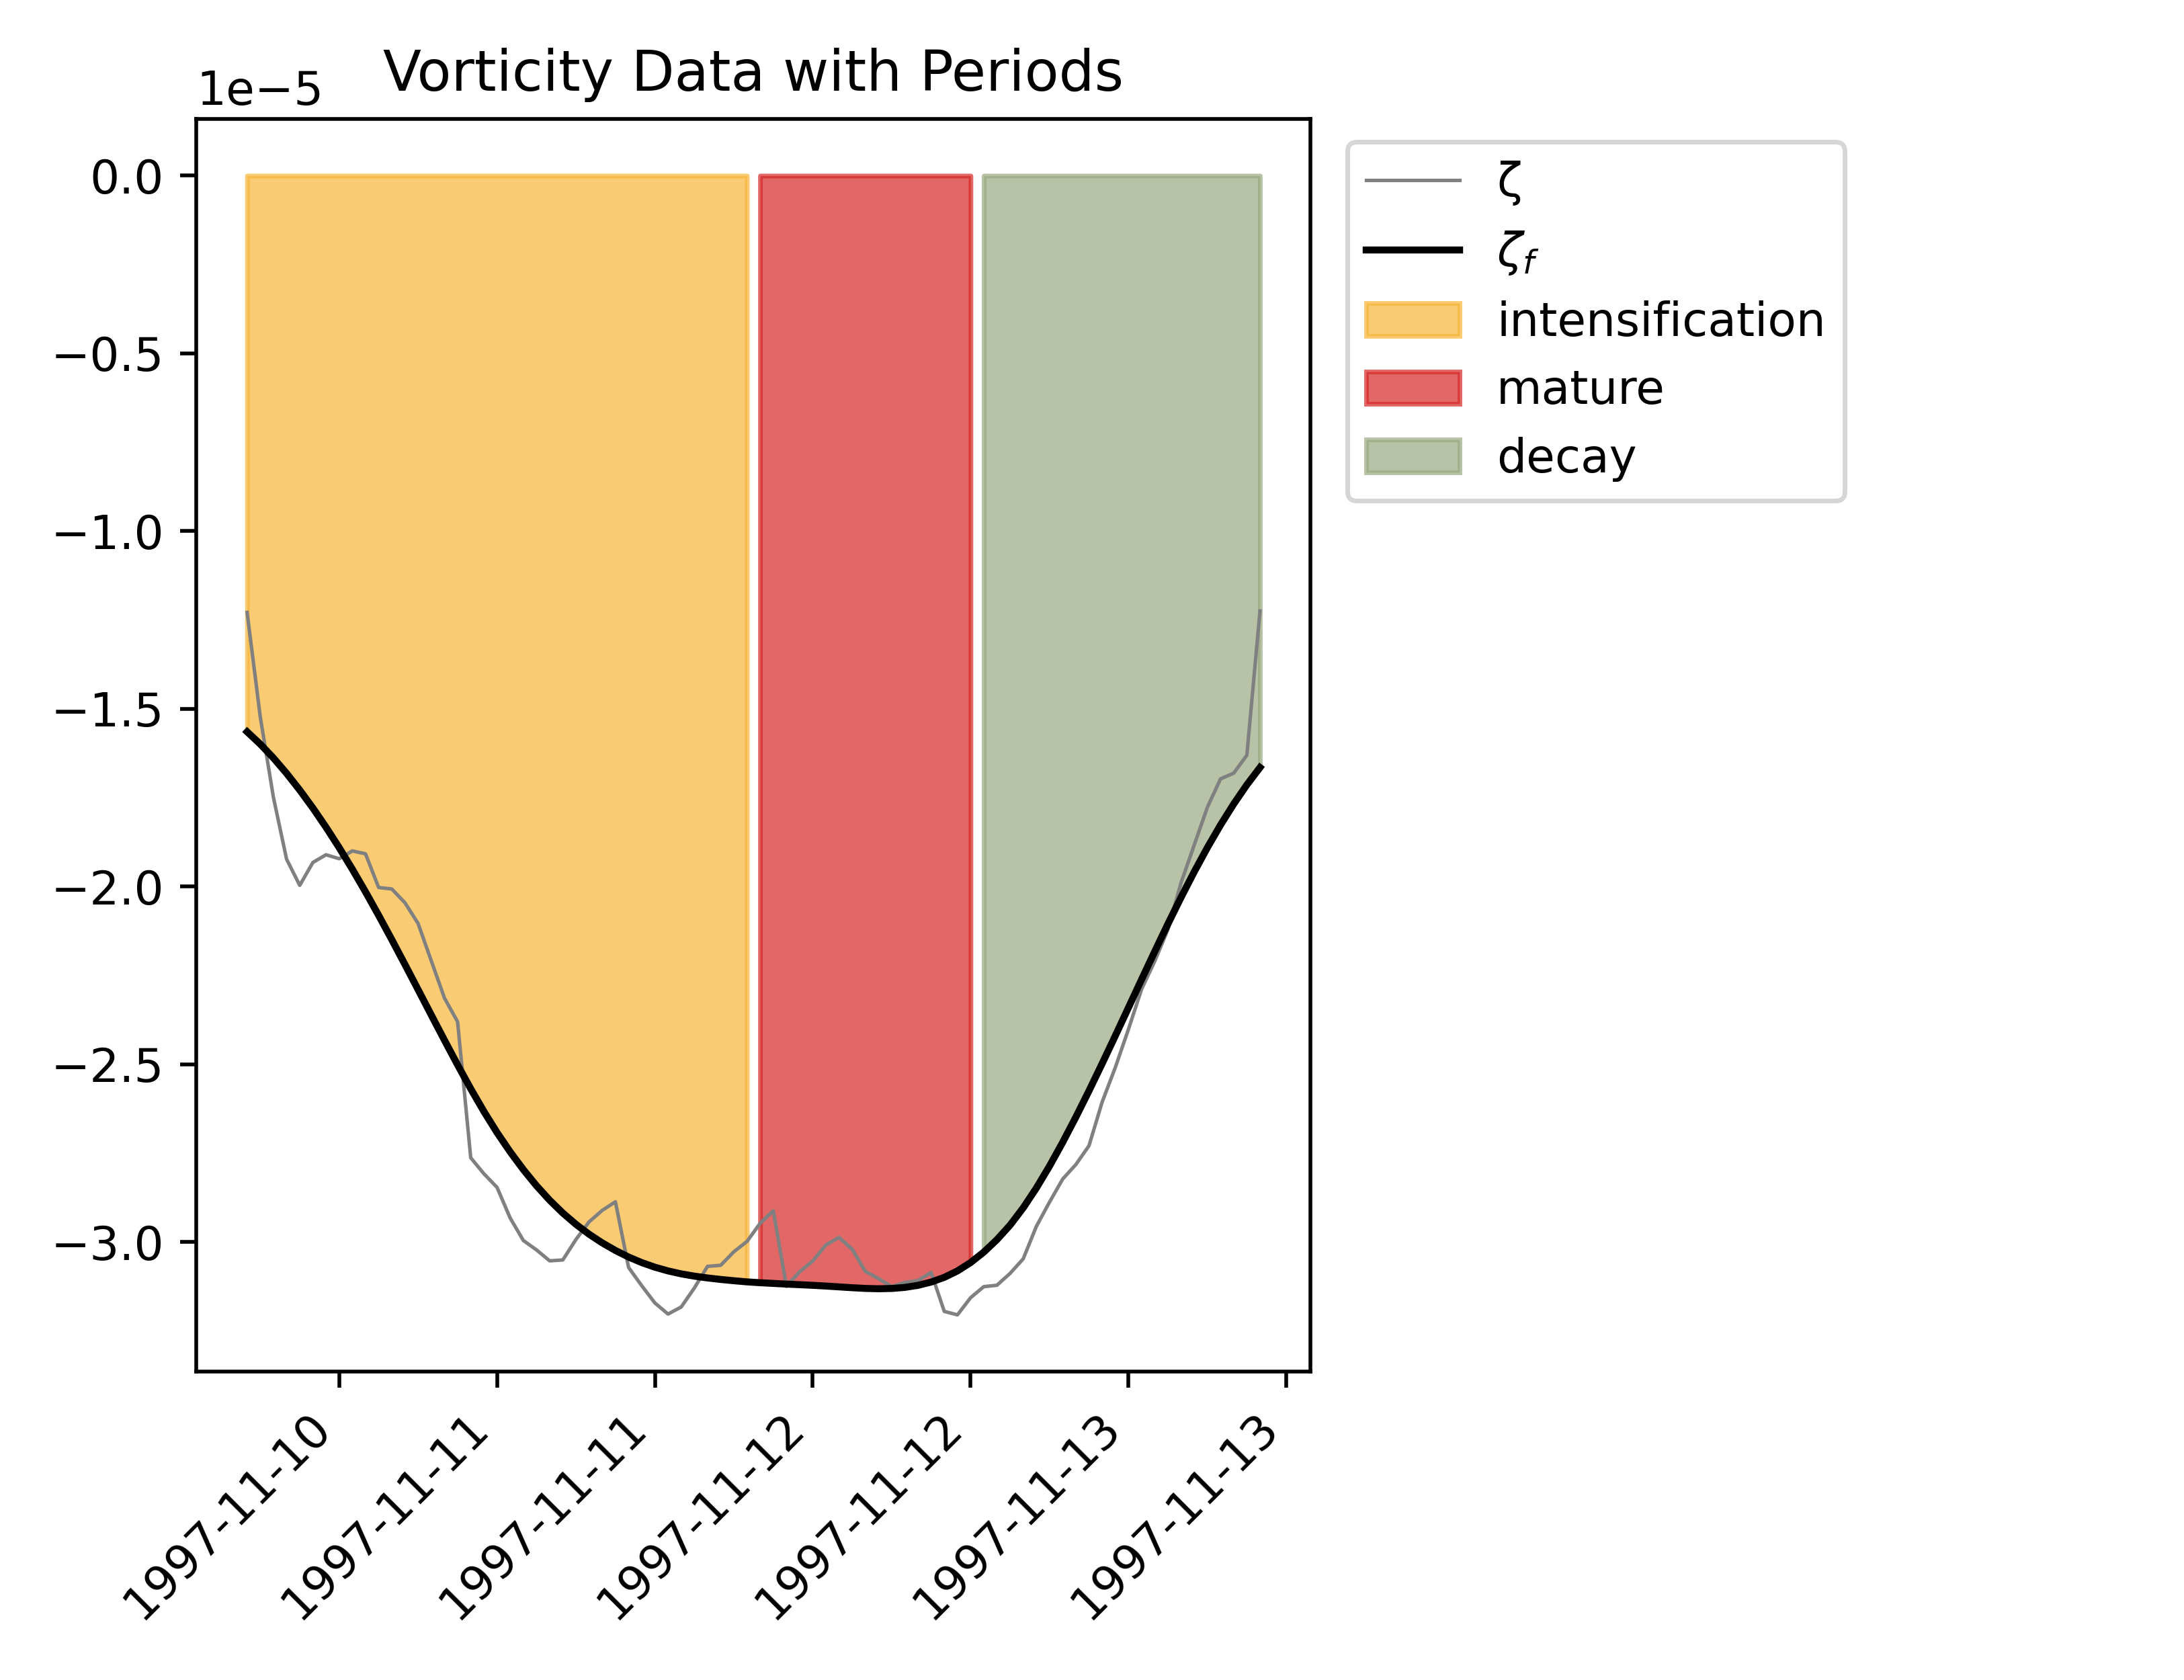 Vorticity Data with Periods
1e−5
0.0
−0.5
−1.0
−1.5
−2.0
−2.5
−3.0
1997-11-10
1997-11-11
1997-11-11
1997-11-12
1997-11-12
1997-11-13
1997-11-13
ζ
ζf
intensification
mature
decay